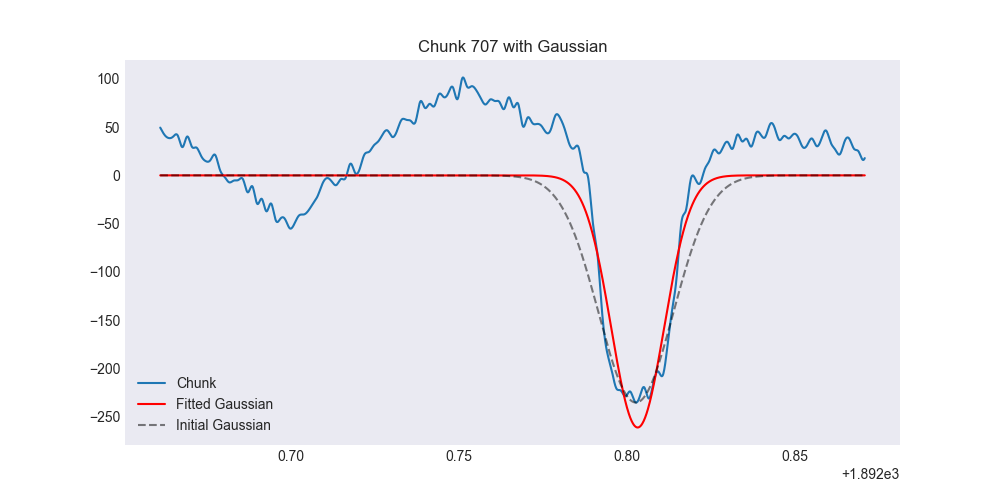 Chunk 707 with Gaussian
100
50
0
−50
−100
−150
−200
−250
Chunk
Fitted Gaussian
Initial Gaussian
0.70 0.75 0.80 0.85
+1.892e3